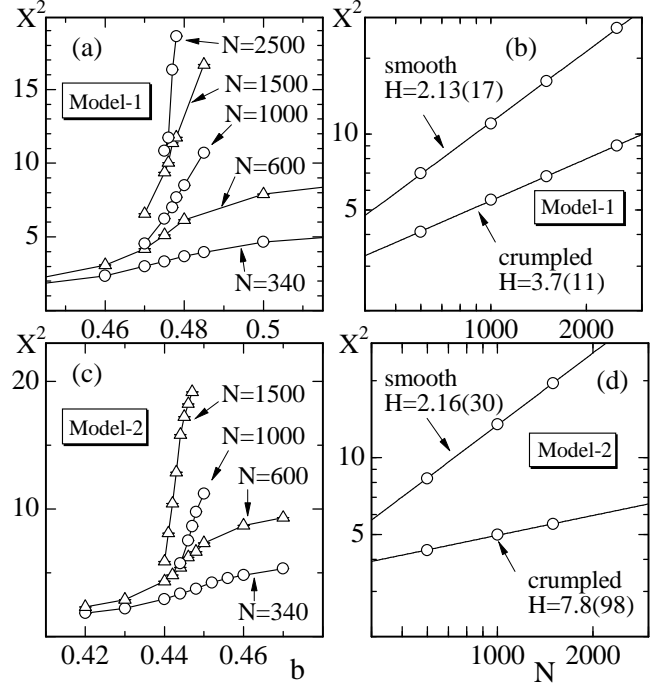 X²
(a)
N=2500
N=1500
N=1000
Model-1
N=600
N=340
15
10
5
0.46
0.48
0.5
(b)
smooth
H=2.13(17)
10
5
Model-1
crumpled
H=3.7(11)
1000
2000
X²
(c)
N=1500
Model-2
N=1000
N=600
N=340
20
10
0.42
0.44
0.46
b
X²
(d)
smooth
H=2.16(30)
10
Model-2
5
crumpled
H=7.8(98)
1000
2000
N
X²